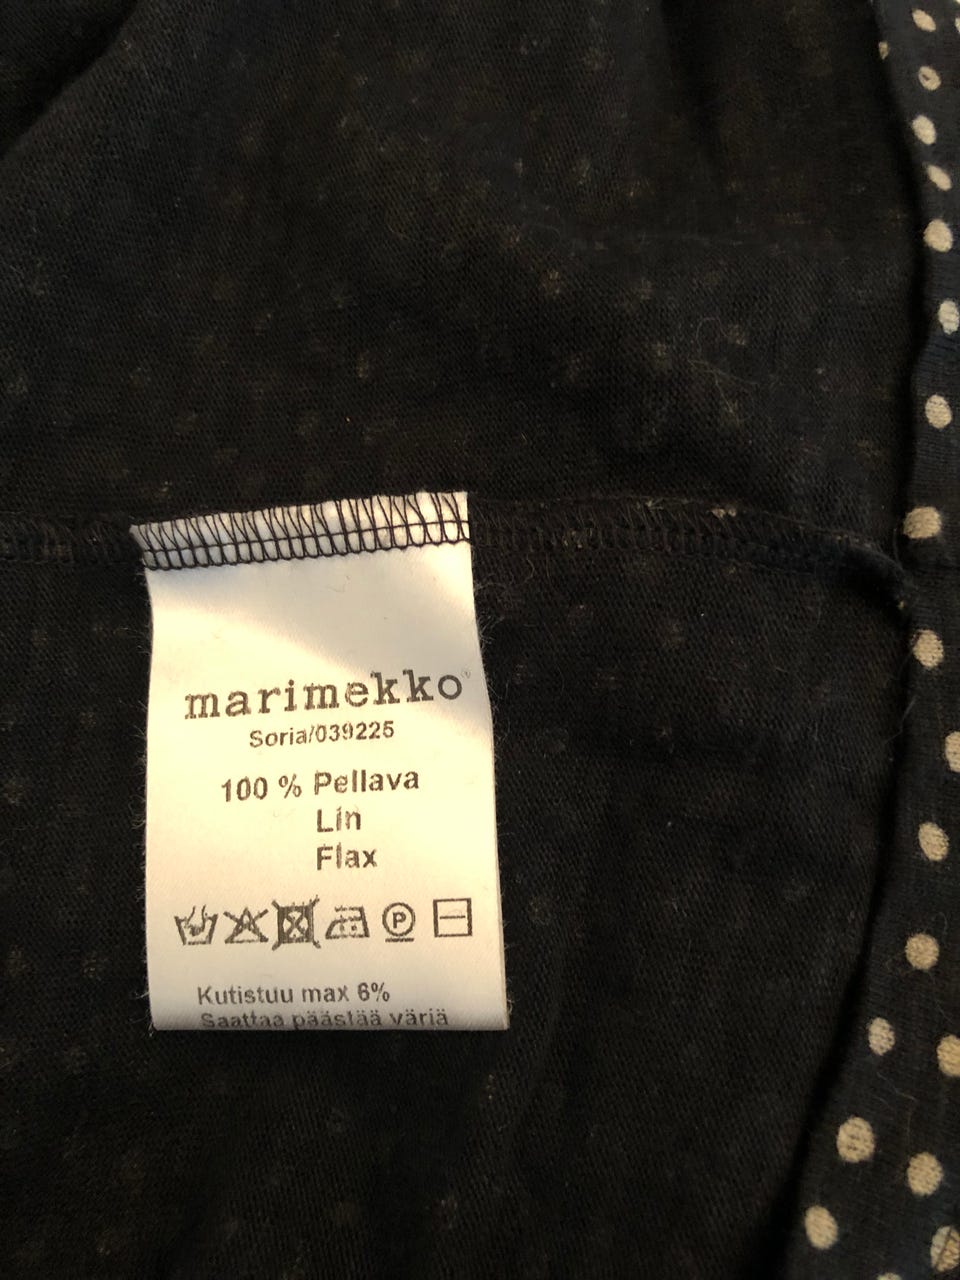 marimekko®
Soria/039225
100 % Pellava
Lin
Flax
P
Kutistuu max 6%
Saattaa päästää väriä